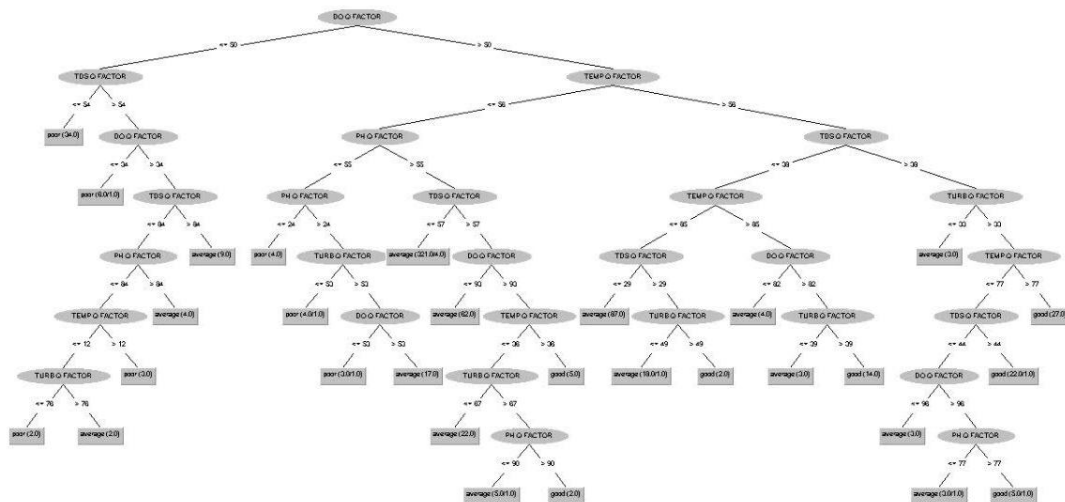 DO Q FACTOR
<= 50 > 50
TDS Q FACTOR TEMP Q FACTOR
<= 54 > 54 <= 56 > 56
poor (34.0) DO Q FACTOR PH Q FACTOR TDS Q FACTOR
<= 34 > 34 <= 55 > 55 <= 38 > 38
poor (6.0/1.0) TDS Q FACTOR PH Q FACTOR TDS Q FACTOR TEMP Q FACTOR TURB Q FACTOR
<= 84 > 84 <= 24 > 24 <= 57 > 57 <= 85 > 85 <= 33 > 33
PH Q FACTOR average (9.0) poor (4.0) TURB Q FACTOR average (321.0/4.0) DO Q FACTOR TDS Q FACTOR DO Q FACTOR average (3.0) TEMP Q FACTOR
<= 84 > 84 <= 53 > 53 <= 93 > 93 <= 29 > 29 <= 82 > 82 <= 77 > 77
TEMP Q FACTOR average (4.0) poor (4.0/1.0) DO Q FACTOR average (62.0) TEMP Q FACTOR average (87.0) TURB Q FACTOR average (4.0) TURB Q FACTOR TDS Q FACTOR good (27.0)
<= 12 > 12 <= 53 > 53 <= 36 > 36 <= 49 > 49 <= 39 > 39 <= 44 > 44
TURB Q FACTOR poor (3.0) poor (3.0/1.0) average (17.0) TURB Q FACTOR good (5.0) average (18.0/1.0) good (2.0) average (3.0) good (14.0) DO Q FACTOR good (22.0/1.0)
<= 76 > 76 <= 67 > 67 <= 96 > 96
poor (2.0) average (2.0) average (22.0) PH Q FACTOR average (3.0) PH Q FACTOR
<= 90 > 90 <= 77 > 77
average (5.0/1.0) good (2.0) average (3.0/1.0) good (5.0/1.0)